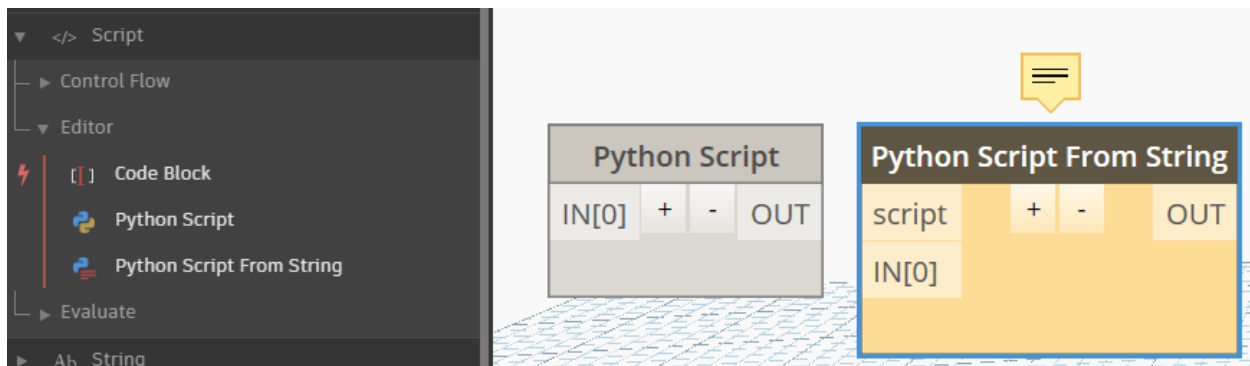 </> Script
Control Flow
Editor
Code Block
Python Script
Python Script From String
Evaluate
Ab String
Python Script
IN[0] + - OUT
Python Script From String
script + - OUT
IN[0]